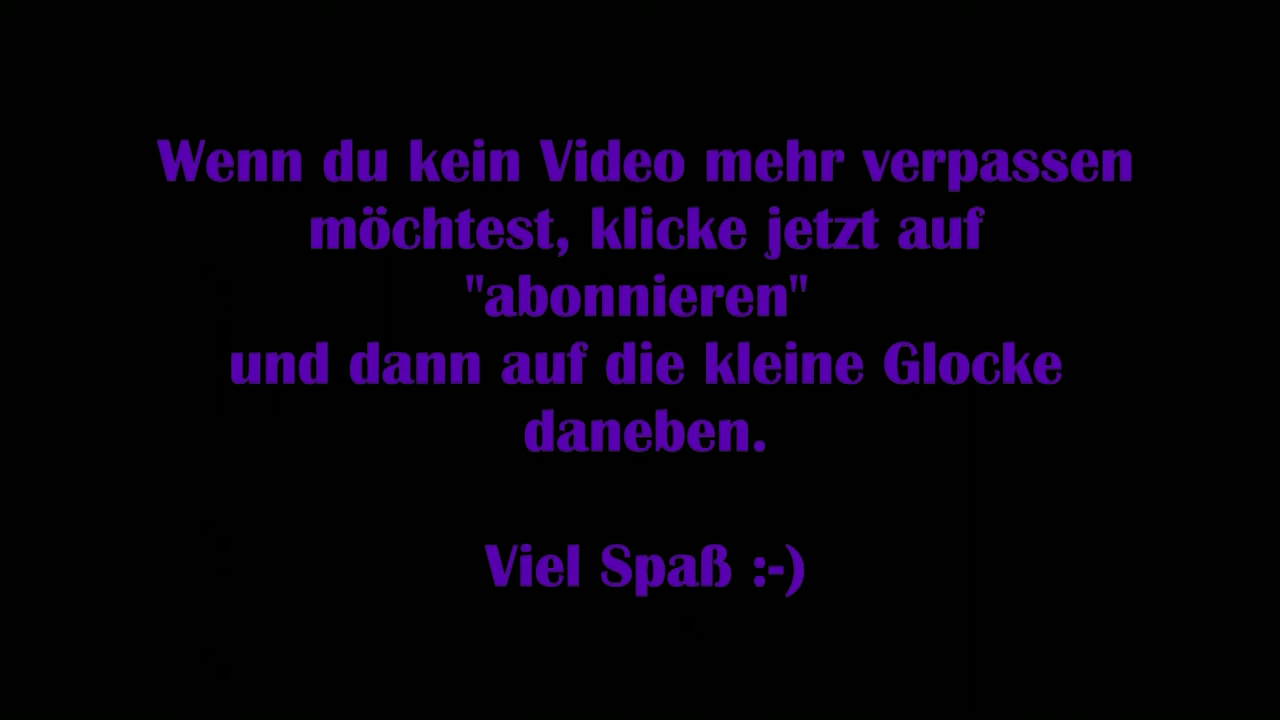 Wenn du kein Video mehr verpassen
möchtest, klicke jetzt auf
"abonnieren"
und dann auf die kleine Glocke
daneben.
Viel Spaß :-)